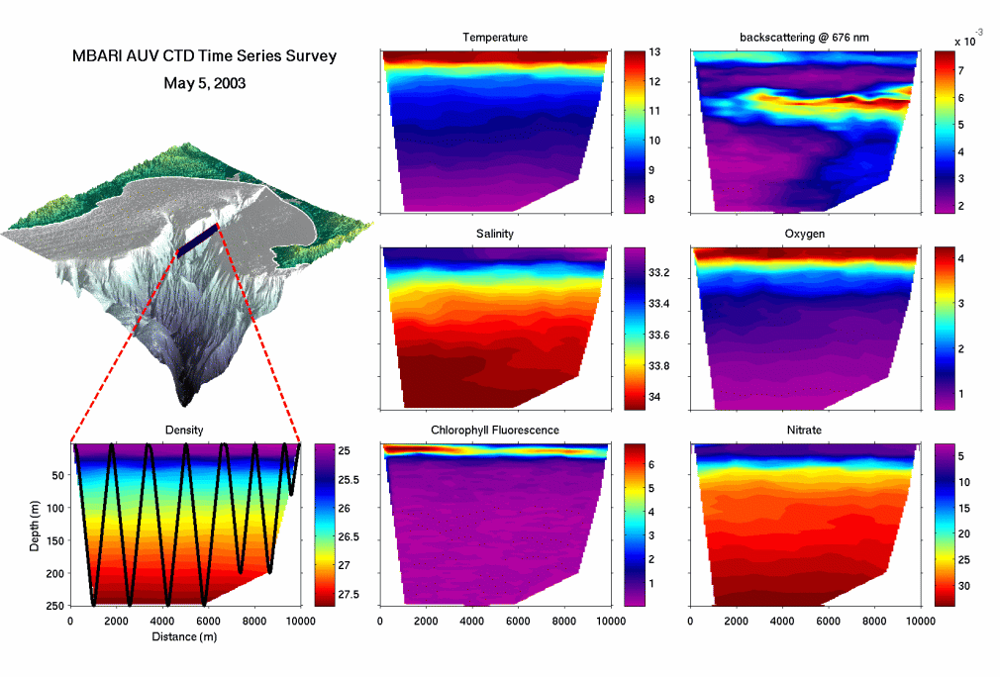 MBARI AUV CTD Time Series Survey
May 5, 2003
Temperature
13
12
11
10
9
8
backscattering @ 676 nm
x 10-3
7
6
5
4
3
2
Salinity
33.2
33.4
33.6
33.8
34
Oxygen
4
3
2
1
Density
50
100
150
200
250
Depth (m)
0 2000 4000 6000 8000 10000
Distance (m)
25
25.5
26
26.5
27
27.5
Chlorophyll Fluorescence
0 2000 4000 6000 8000 10000
6
5
4
3
2
1
Nitrate
0 2000 4000 6000 8000 10000
5
10
15
20
25
30